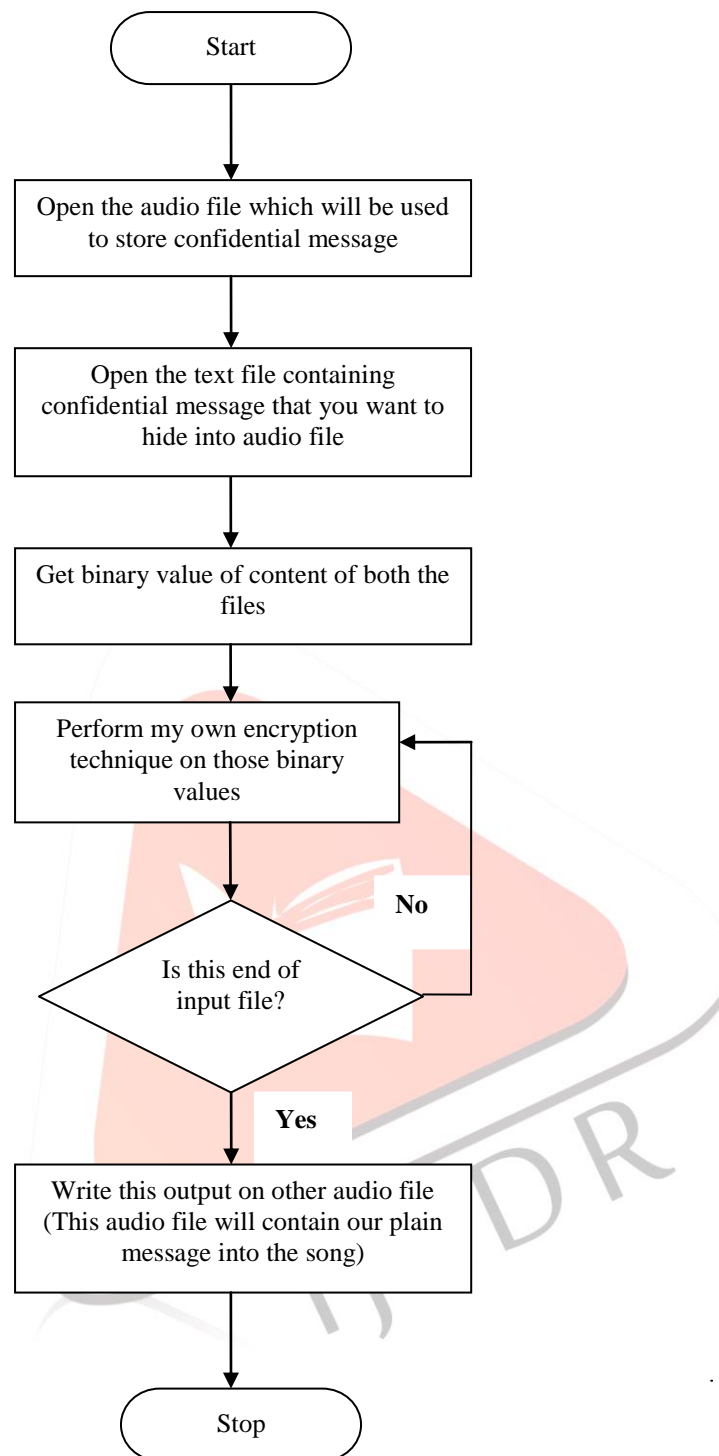 Start
Open the audio file which will be used
to store confidential message
Open the text file containing
confidential message that you want to
hide into audio file
Get binary value of content of both the
files
Perform my own encryption
technique on those binary
values
No
Is this end of
input file?
Yes
Write this output on other audio file
(This audio file will contain our plain
message into the song)
Stop